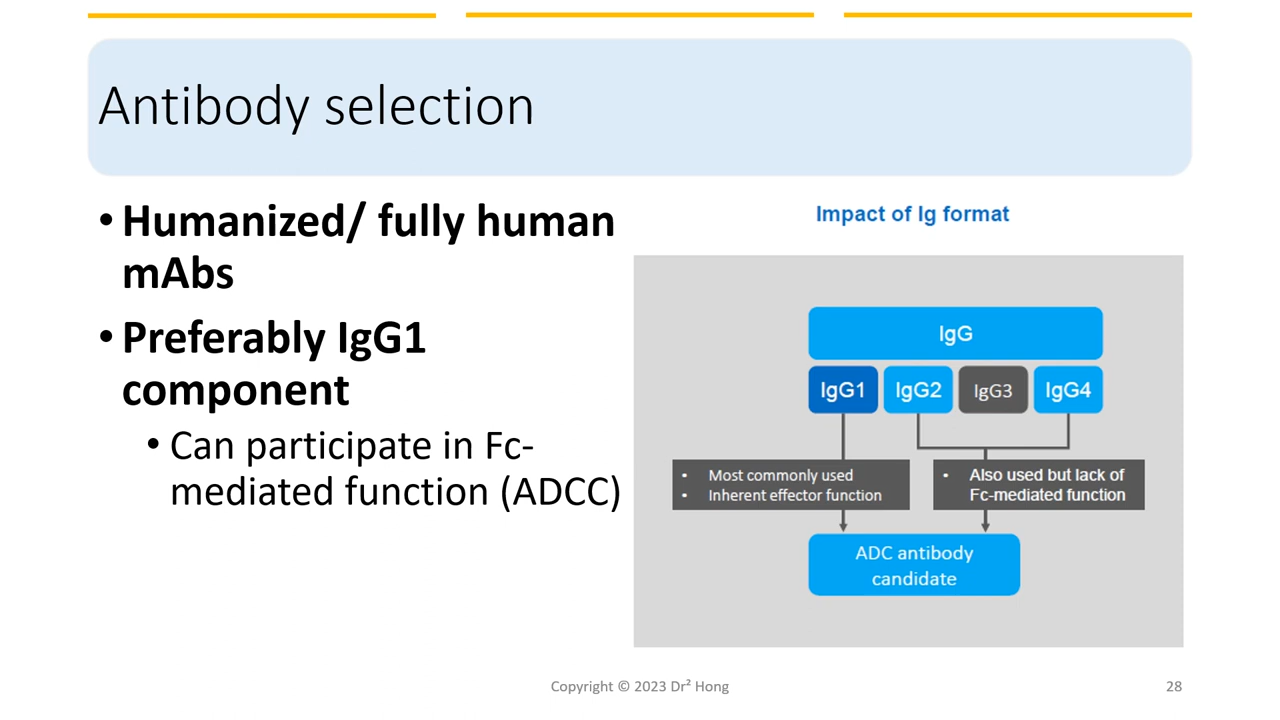 Antibody selection
• Humanized/ fully human
mAbs
• Preferably IgG1
component
• Can participate in Fc-
mediated function (ADCC)
Impact of Ig format
IgG
IgG1 IgG2 IgG3 IgG4
• Most commonly used
• Inherent effector function
• Also used but lack of
Fc-mediated function
ADC antibody
candidate
Copyright © 2023 Dr² Hong
28